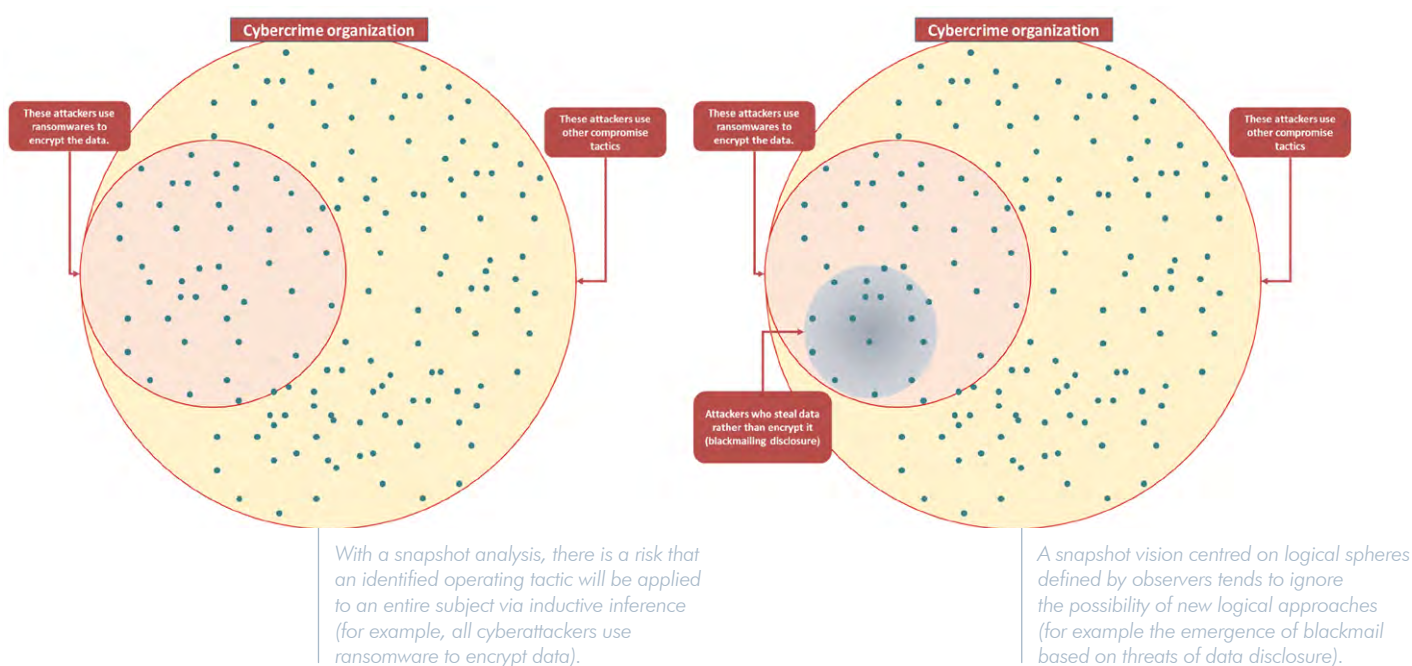 Cybercrime organization
These attackers use
ransomwares to
encrypt the data.
These attackers use
other compromise
tactics
With a snapshot analysis, there is a risk that
an identified operating tactic will be applied
to an entire subject via inductive inference
(for example, all cyberattackers use
ransomware to encrypt data).
Cybercrime organization
These attackers use
ransomwares to
encrypt the data.
These attackers use
other compromise
tactics
Attackers who steal data
rather than encrypt it
(blackmailing disclosure)
A snapshot vision centred on logical spheres
defined by observers tends to ignore
the possibility of new logical approaches
(for example the emergence of blackmail
based on threats of data disclosure).